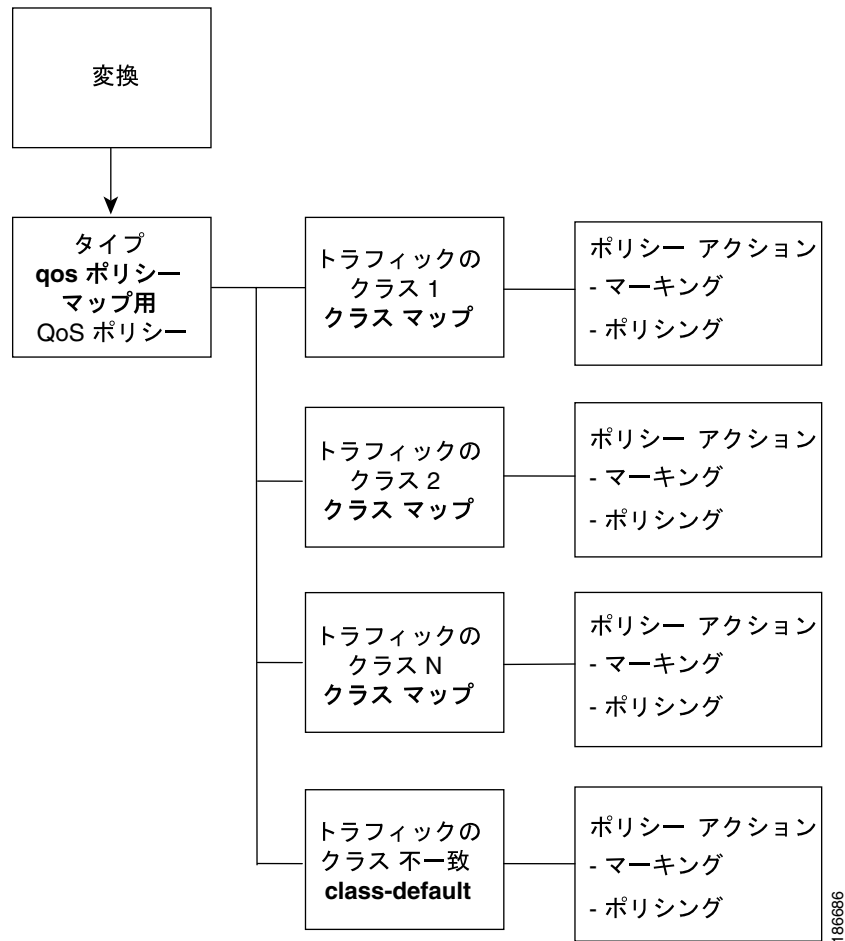 変換
タイプ
qos ポリシー
マップ用
QoS ポリシー
トラフィックの
クラス 1
クラス マップ
ポリシー アクション
- マーキング
- ポリシング
トラフィックの
クラス 2
クラス マップ
ポリシー アクション
- マーキング
- ポリシング
トラフィックの
クラス N
クラス マップ
ポリシー アクション
- マーキング
- ポリシング
トラフィックの
クラス 不一致
class-default
ポリシー アクション
- マーキング
- ポリシング
186686